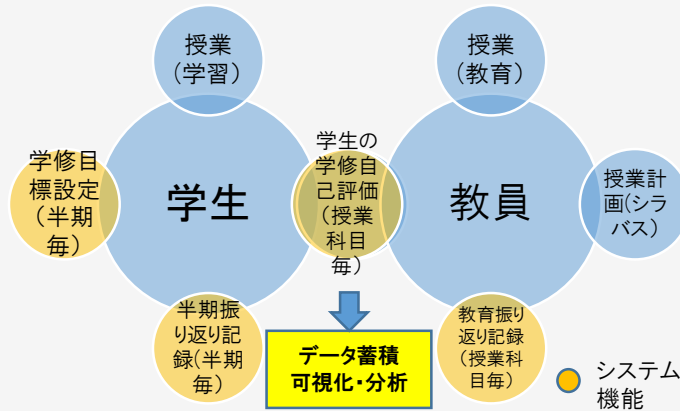 授業
（学習）
授業
（教育）
学修目
標設定
（半期
毎）
学生
学生の
学修自
己評価
（授業
科目
毎）
教員
授業計
画(シラ
バス）
半期振
り返り記
録(半期
毎）
データ蓄積
可視化・分析
教育振り
返り記録
（授業科
目毎）
システム
機能